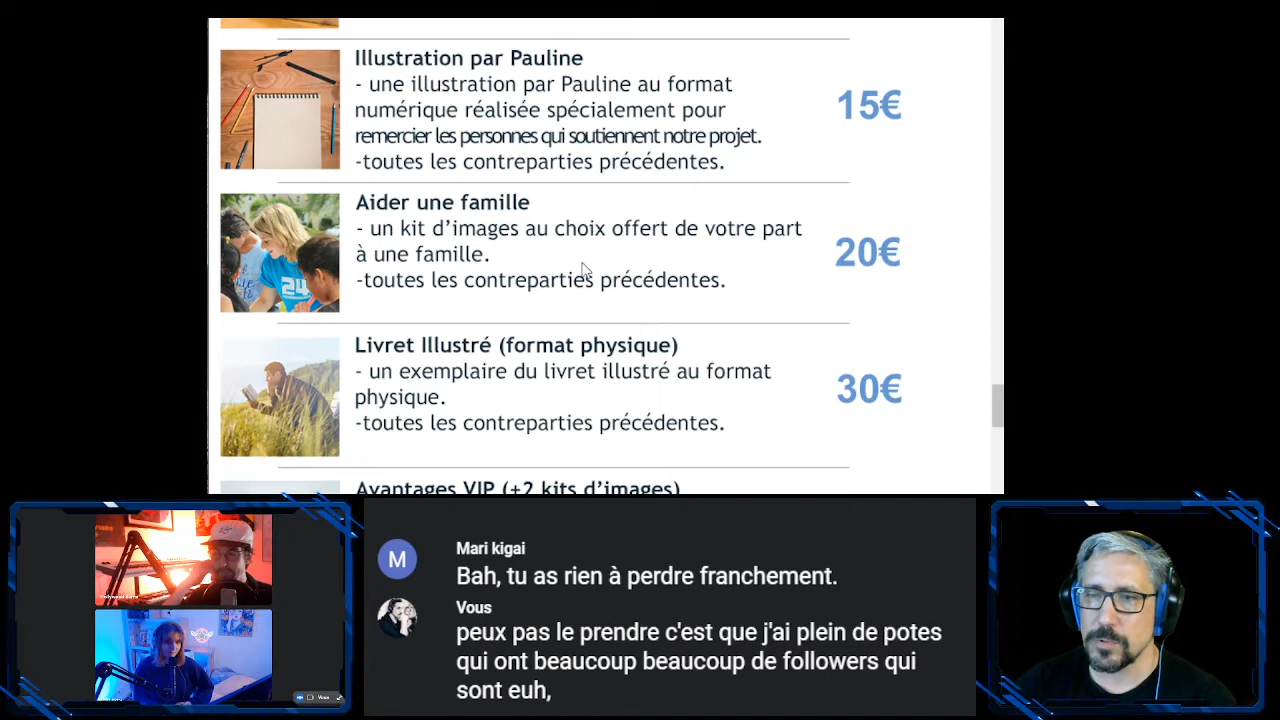 Illustration par Pauline
- une illustration par Pauline au format
numérique réalisée spécialement pour
remercier les personnes qui soutiennent notre projet.
-toutes les contreparties précédentes.
15€
Aider une famille
- un kit d'images au choix offert de votre part
à une famille.
-toutes les contreparties précédentes.
20€
24
Livret Illustré (format physique)
- un exemplaire du livret illustré au format
physique.
-toutes les contreparties précédentes.
30€
Avantages VIP (+2 kits d'images)
M
Mari kigai
Bah, tu as rien à perdre franchement.
Vous
peux pas le prendre c'est que j'ai plein de potes
qui ont beaucoup beaucoup de followers qui
sont euh,
Vous